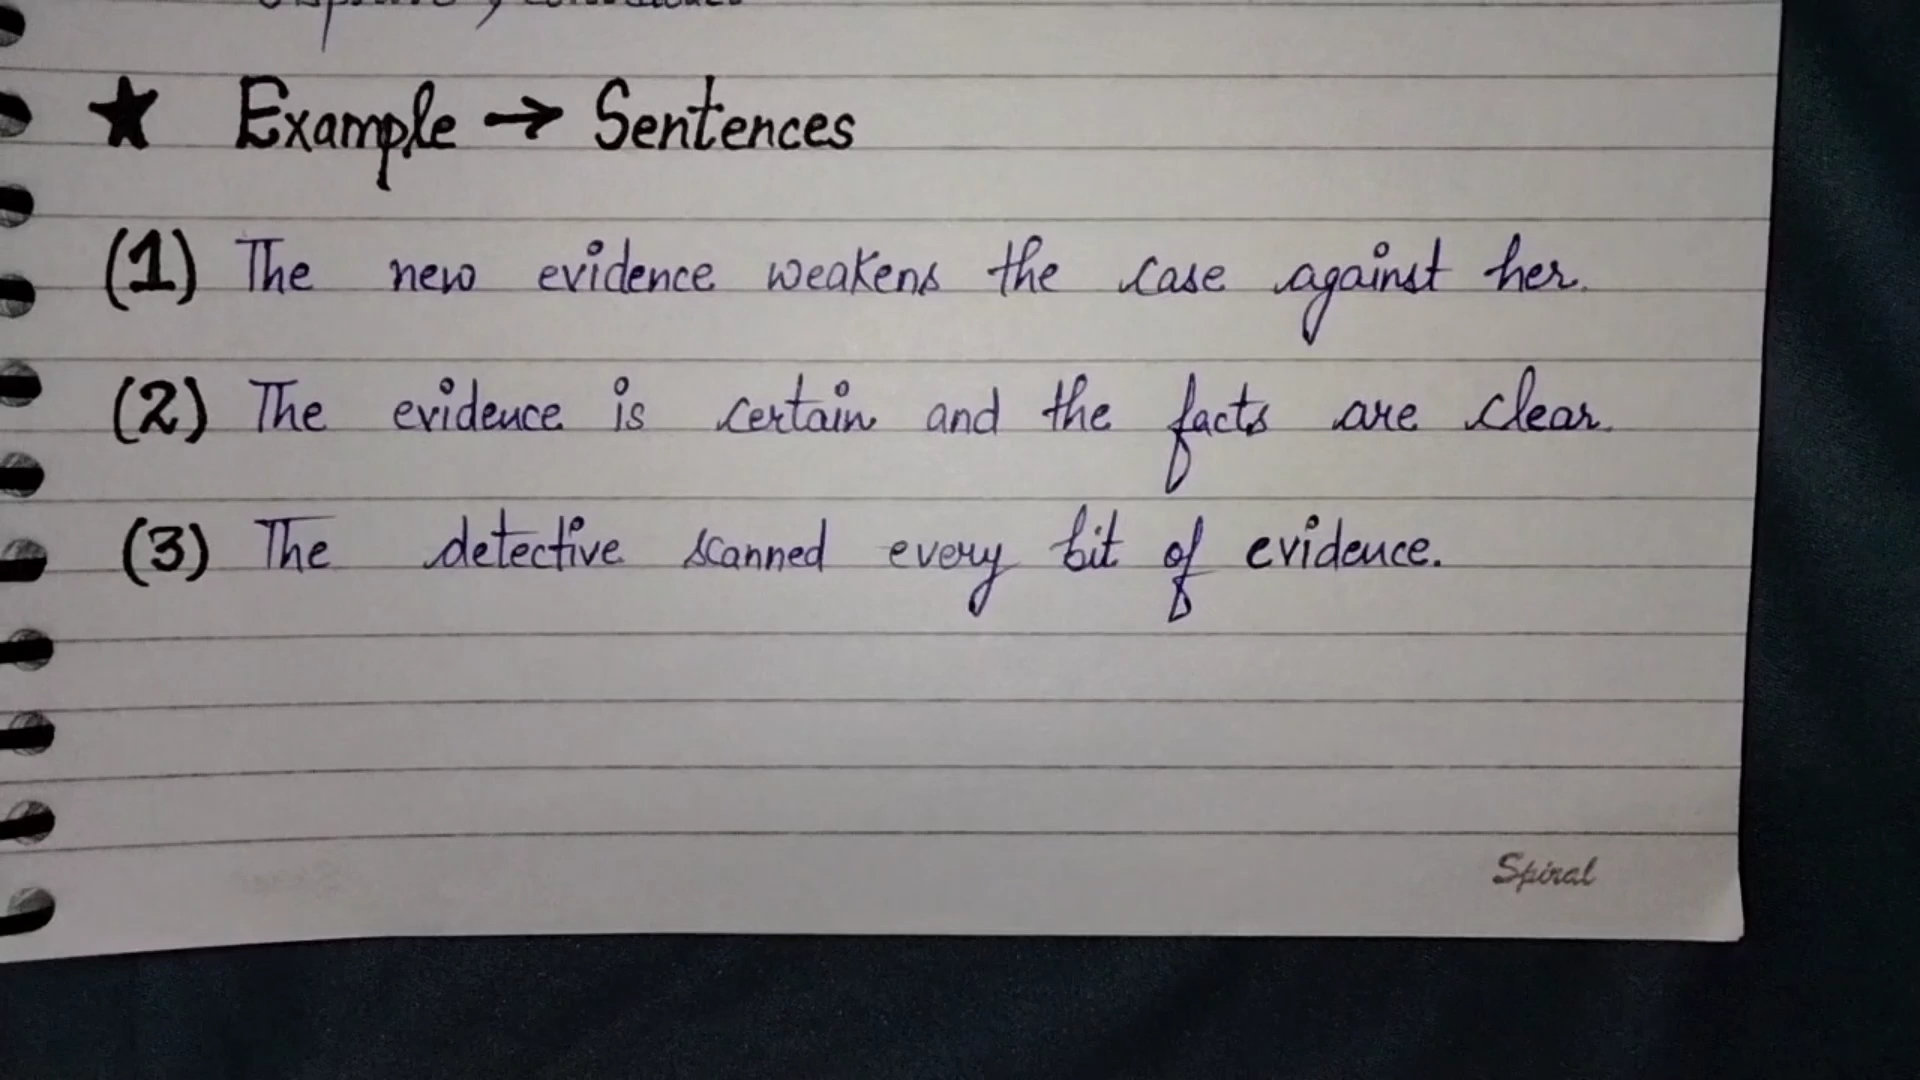 ★ Example → Sentences
(1) The new evidence weakens the case against her.
(2) The evidence is certain and the facts are clear.
(3) The detective scanned every bit of evidence.
Spiral